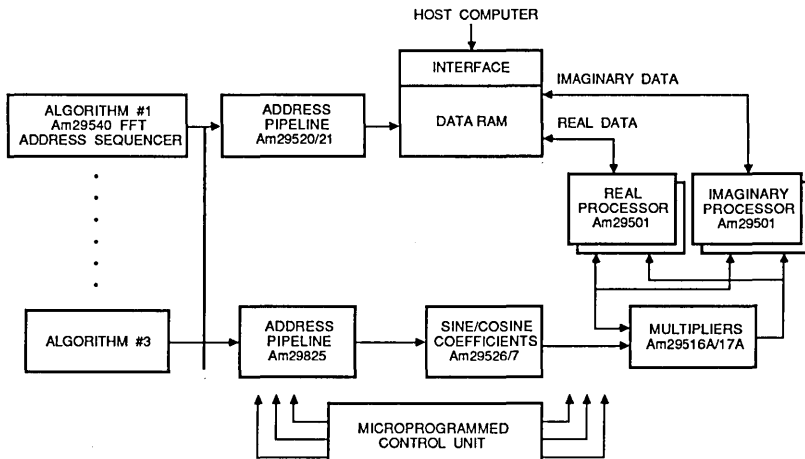 HOST COMPUTER
INTERFACE
DATA RAM
IMAGINARY DATA
REAL DATA
ALGORITHM #1
Am29540 FFT
ADDRESS SEQUENCER
ADDRESS
PIPELINE
Am29520/21
REAL
PROCESSOR
Am29501
IMAGINARY
PROCESSOR
Am29501
ALGORITHM #3
ADDRESS
PIPELINE
Am29825
SINE/COSINE
COEFFICIENTS
Am29526/7
MULTIPLIERS
Am29516A/17A
MICROPROGRAMMED
CONTROL UNIT